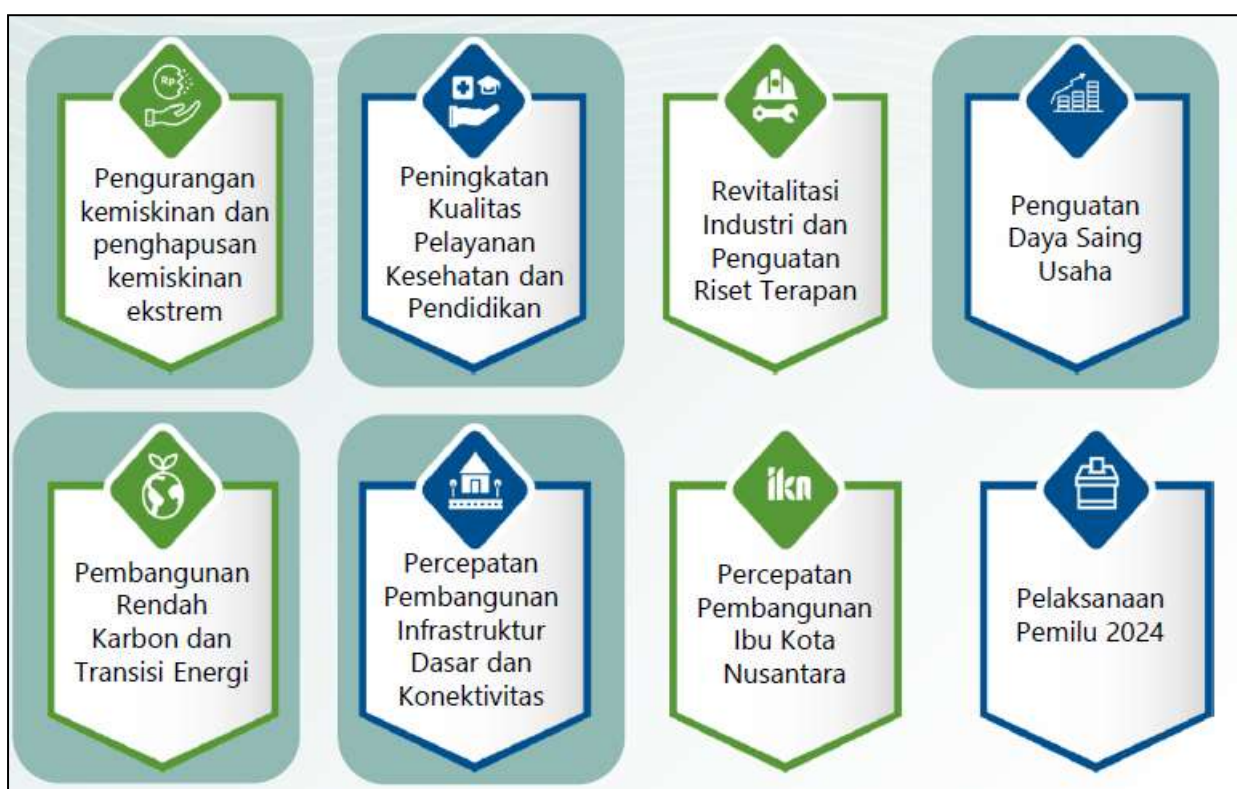 Rp
Pengurangan
kemiskinan dan
penghapusan
kemiskinan
ekstrem
Peningkatan
Kualitas
Pelayanan
Kesehatan dan
Pendidikan
Revitalitasi
Industri dan
Penguatan
Riset Terapan
Penguatan
Daya Saing
Usaha
Pembangunan
Rendah
Karbon dan
Transisi Energi
Percepatan
Pembangunan
Infrastruktur
Dasar dan
Konektivitas
ikn
Percepatan
Pembangunan
Ibu Kota
Nusantara
Pelaksanaan
Pemilu 2024